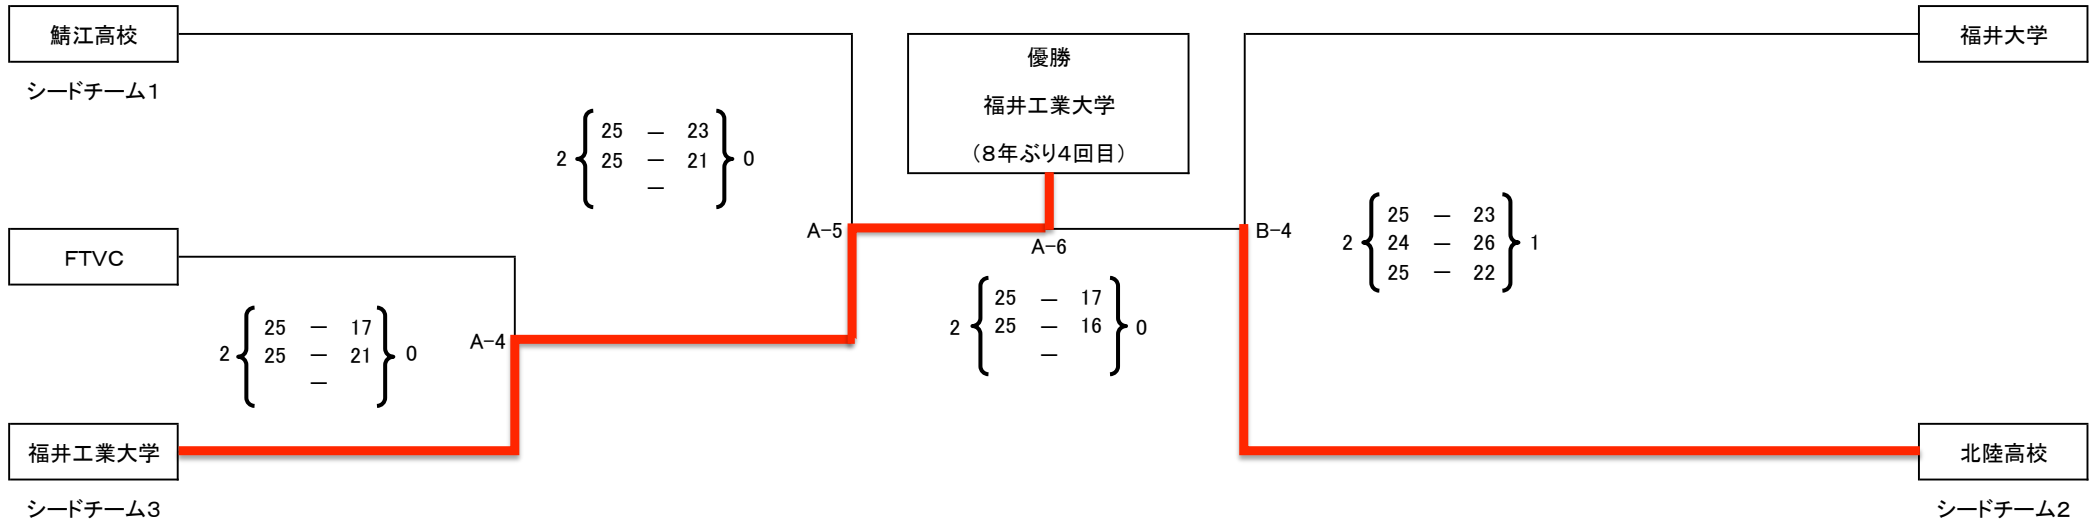 鯖江高校
シードチーム1
優勝
福井工業大学
（8年ぶり4回目）
福井大学
2 { 25 － 23 } 0
25 － 21
－
A-5
A-6
B-4
2 { 25 － 23 } 1
24 － 26
25 － 22
FTVC
2 { 25 － 17 } 0
25 － 21
－
A-4
2 { 25 － 17 } 0
25 － 16
－
福井工業大学
シードチーム3
北陸高校
シードチーム2